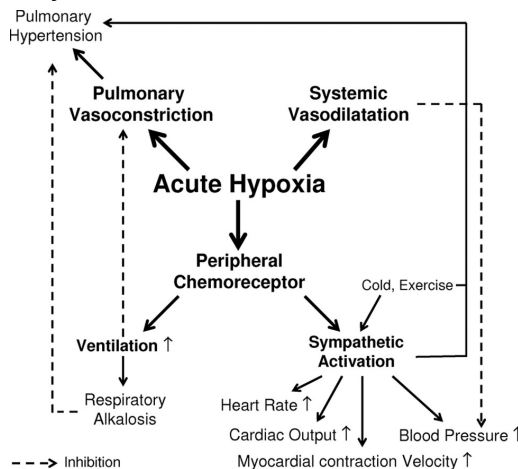 Pulmonary
Hypertension
Pulmonary
Vasoconstriction
Systemic
Vasodilatation
Acute Hypoxia
Peripheral
Chemoreceptor
Cold, Exercise
Ventilation ↑
Sympathetic
Activation
Respiratory
Alkalosis
Heart Rate ↑
Cardiac Output ↑
Blood Pressure ↑
Myocardial contraction Velocity ↑
Inhibition